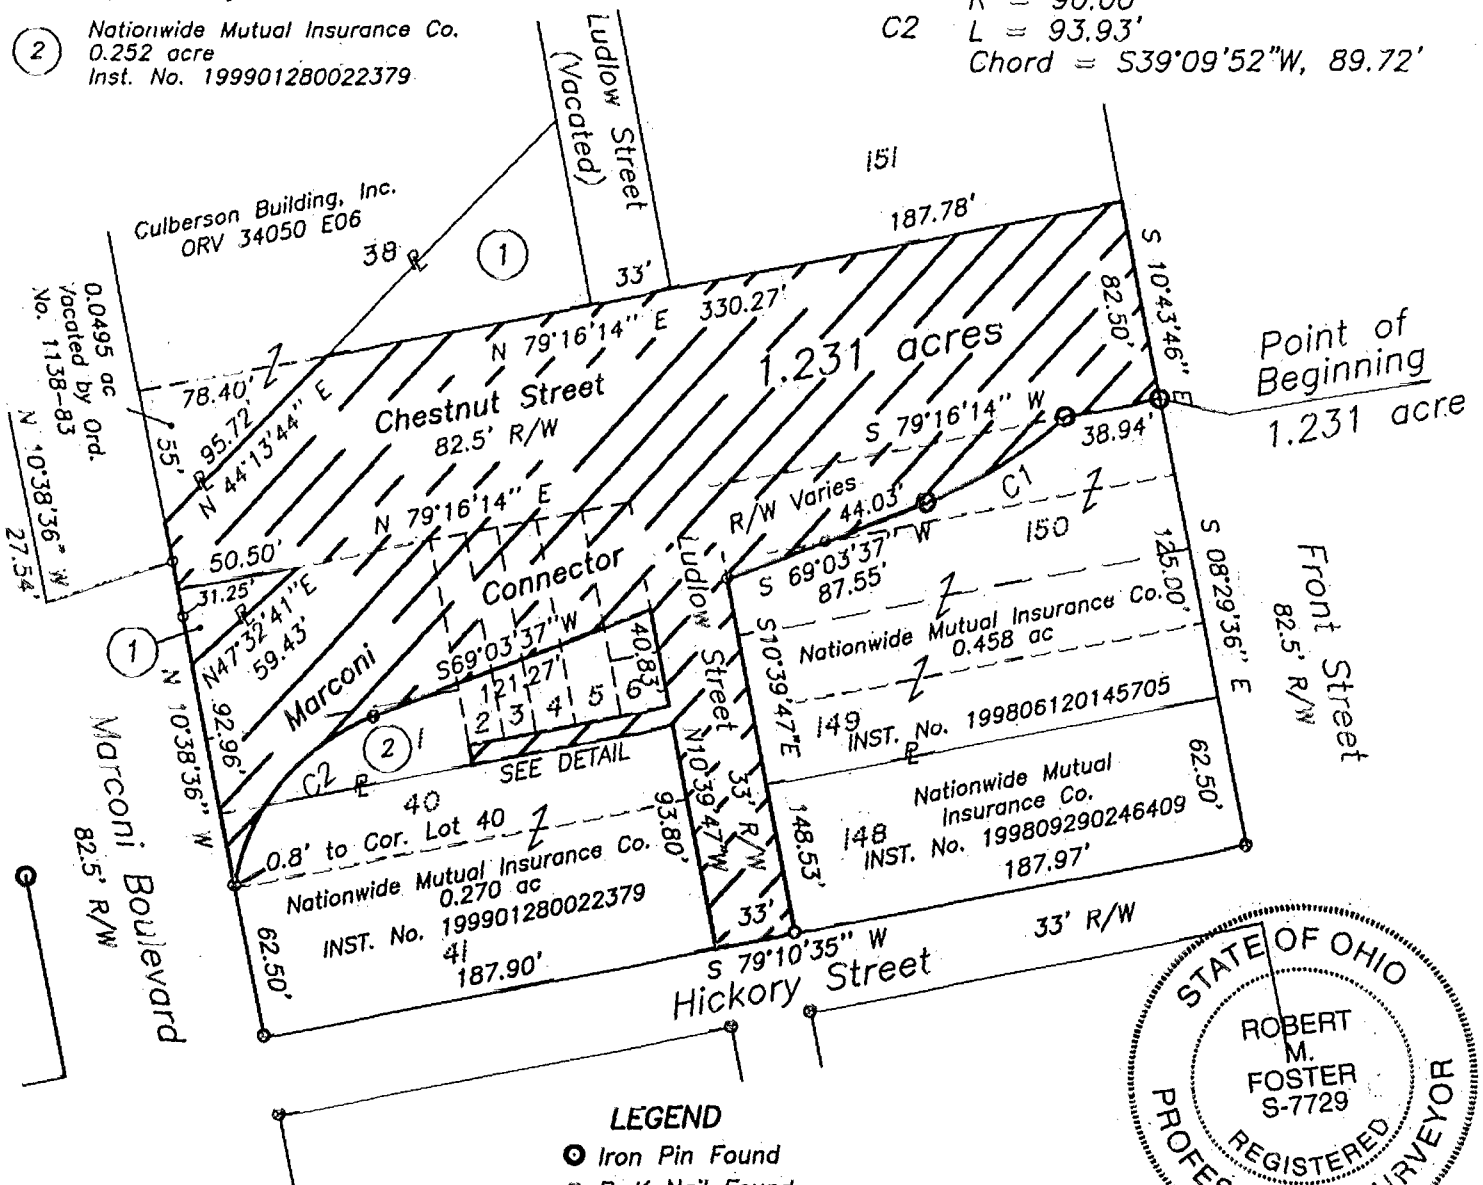 2
Nationwide Mutual Insurance Co.
0.252 acre
Inst. No. 199901280022379
C2
R = 90.00'
L = 93.93'
Chord = S39°09'52"W, 89.72'
Ludlow Street
(Vacated)
151
187.78'
Culberson Building, Inc.
ORV 34050 E06
38
1
33'
330.27'
N 79°16'14" E
1.231 acres
S 10°43'46" E
82.50'
Point of
Beginning
1.231 acre
0.0495 ac
Vacated by Ord.
No. 1138-83
N 10°38'36" W
27.54'
55'
78.40'
95.72'
N 44°13'44" E
Chestnut Street
82.5' R/W
S 79°16'14" W
38.94'
N 79°16'14" E
R/W Varies
44.03'
C1
S 69°03'37" W
87.55'
150
50.50'
31.25'
N47°32'41"E
59.43'
1
Marconi
Connector
S69°03'37"W
121.27'
40.83'
2 3 4 5 6
Ludlow Street
33' R/W
S10°39'47"E
Nationwide Mutual Insurance Co.
0.458 ac
149
INST. No. 199806120145705
125.00'
S 08°29'36" E
Front Street
82.5' R/W
N 10°38'36" W
92.96'
C2
2
1
SEE DETAIL
N10°39'47"W
93.80'
148.53'
148
Nationwide Mutual
Insurance Co.
INST. No. 199809290246409
187.97'
62.50'
Marconi Boulevard
82.5' R/W
40
0.8' to Cor. Lot 40
Nationwide Mutual Insurance Co.
0.270 ac
INST. No. 199901280022379
41
187.90'
62.50'
33'
S 79°10'35" W
33' R/W
Hickory Street
LEGEND
Iron Pin Found
STATE OF OHIO
ROBERT
M.
FOSTER
S-7729
REGISTERED